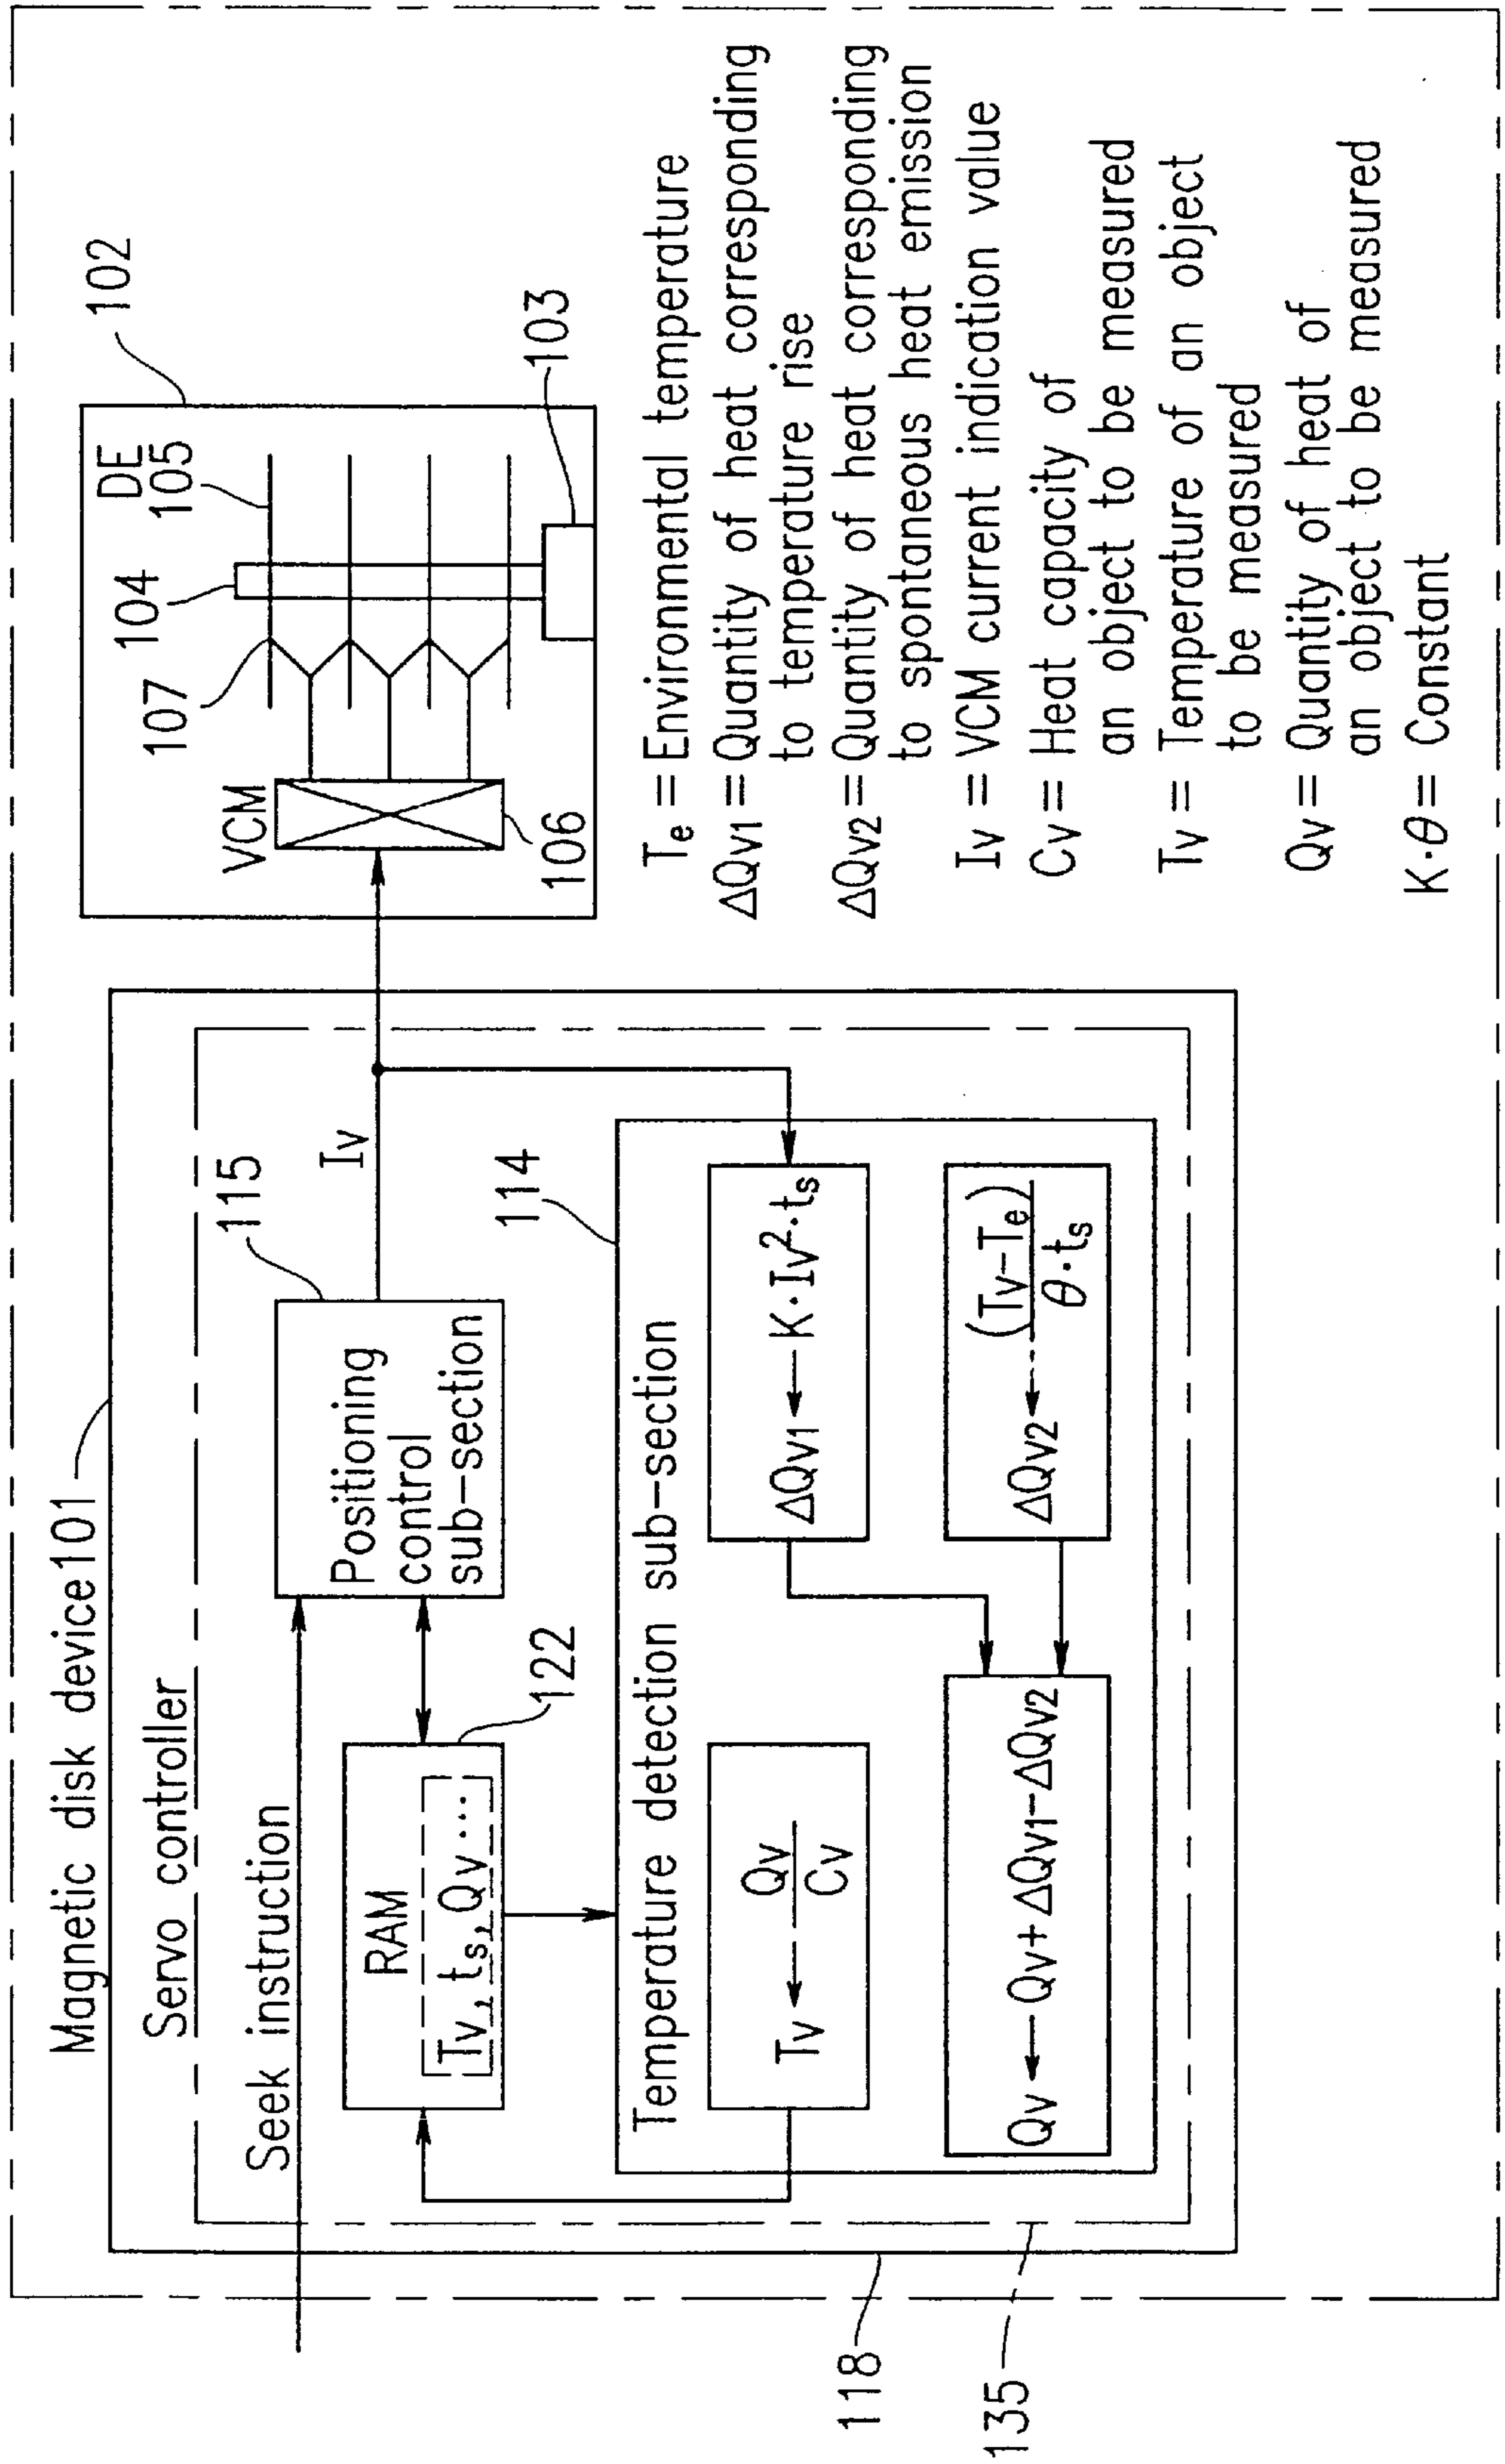 Magnetic disk device 101
Servo controller
Seek instruction
RAM
Tv, ts, Qv ...
122
Positioning
control
sub-section
115
Iv
114
Temperature detection sub-section
Tv ← Qv/Cv
ΔQv1 ← K·Iv²·ts
Qv ← Qv+ΔQv1-ΔQv2
ΔQv2 ← (Tv-Te)/θ·ts
118
135
102
DE
105
104
107
VCM
106
103
Te = Environmental temperature
ΔQv1 = Quantity of heat corresponding
to temperature rise
ΔQv2 = Quantity of heat corresponding
to spontaneous heat emission
Iv = VCM current indication value
Cv = Heat capacity of
an object to be measured
Tv = Temperature of an object
to be measured
Qv = Quantity of heat of
an object to be measured
K·θ = Constant